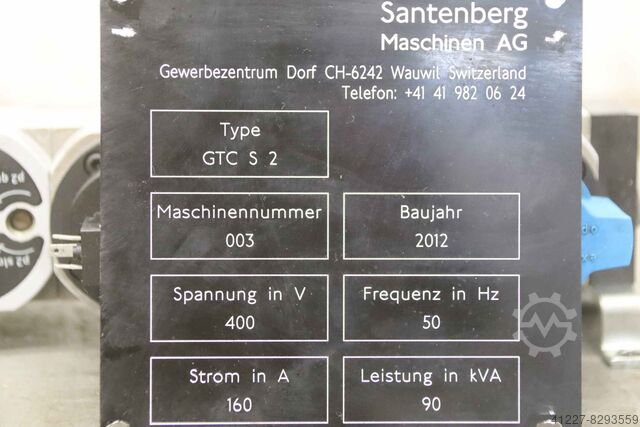 Santenberg
Maschinen AG
Gewerbezentrum Dorf CH-6242 Wauwil Switzerland
Telefon: +41 41 982 06 24
Type
GTC S 2
Maschinennummer
003
Baujahr
2012
Spannung in V
400
Frequenz in Hz
50
Strom in A
160
Leistung in kVA
90
41227-8293559